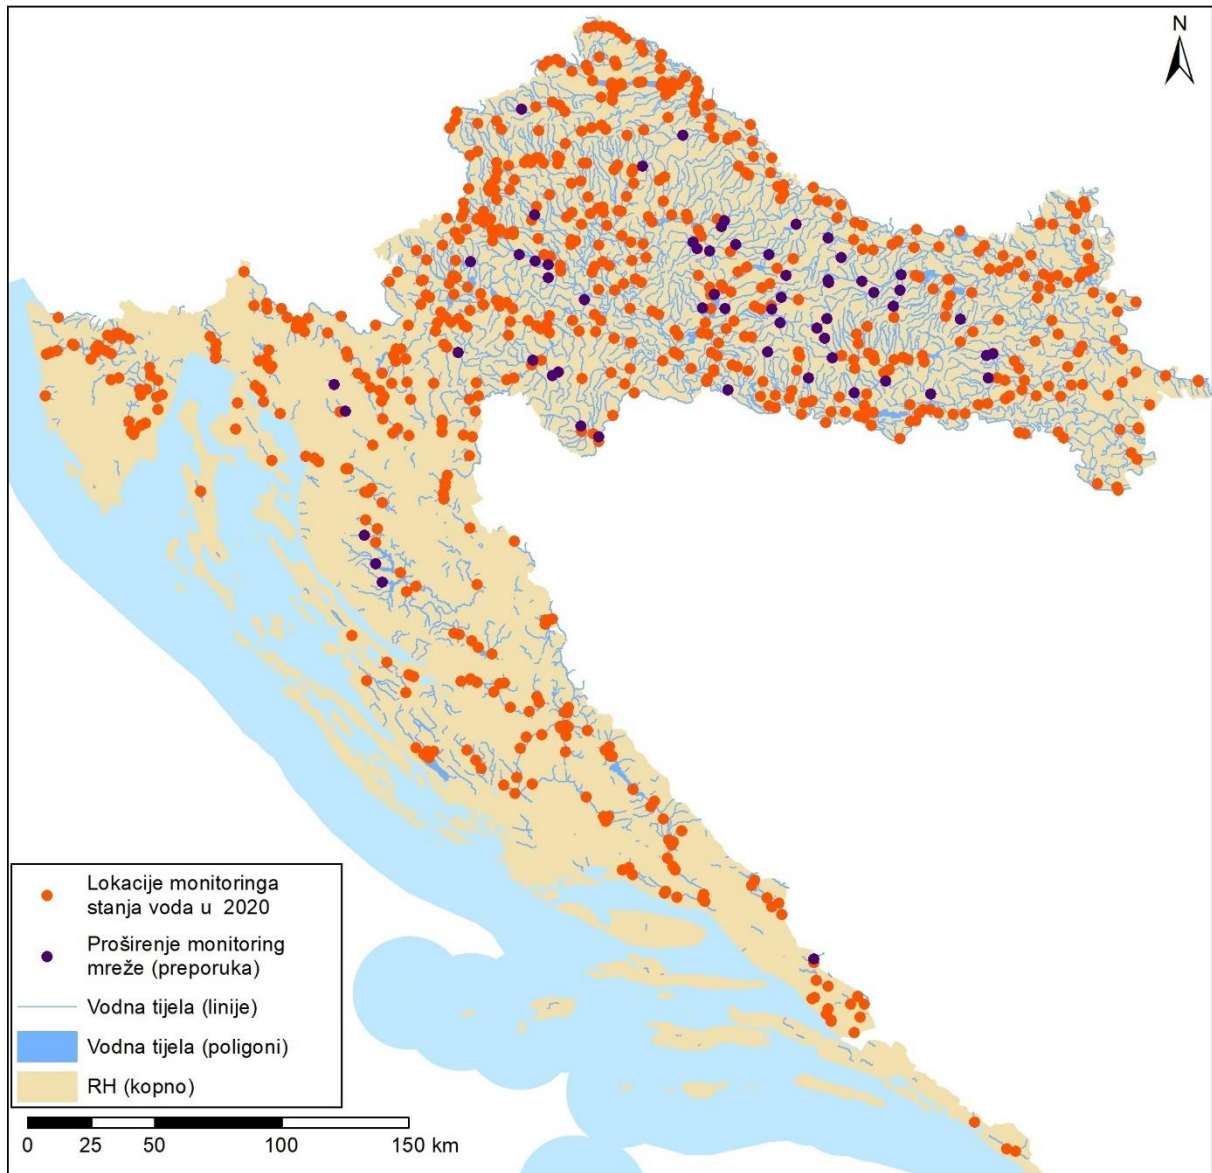 N
Lokacije monitoringa
stanja voda u 2020
Proširenje monitoring
mreže (preporuka)
Vodna tijela (linije)
Vodna tijela (poligoni)
RH (kopno)
0 25 50 100 150 km